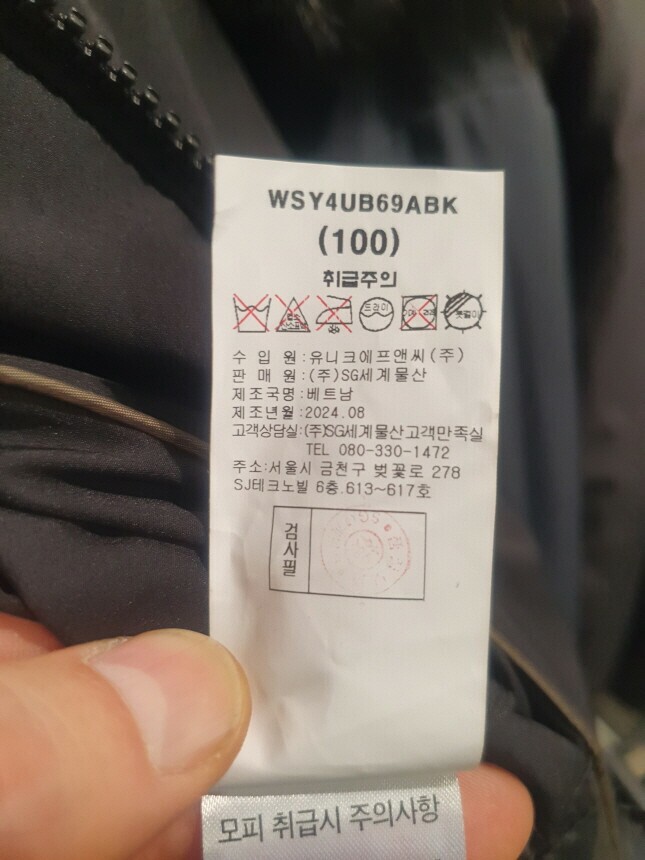 WSY4UB69ABK
(100)
취급주의
드라이
옷걸이
수 입 원 : 유니크에프앤씨 (주)
판 매 원 : (주)SG세계물산
제조국명 : 베트남
제조년월 : 2024.08
고객상담실:(주)SG세계물산고객만족실
TEL 080-330-1472
주소:서울시 금천구 벚꽃로 278
SJ테크노빌 6층.613~617호
검사필
모피 취급시 주의사항